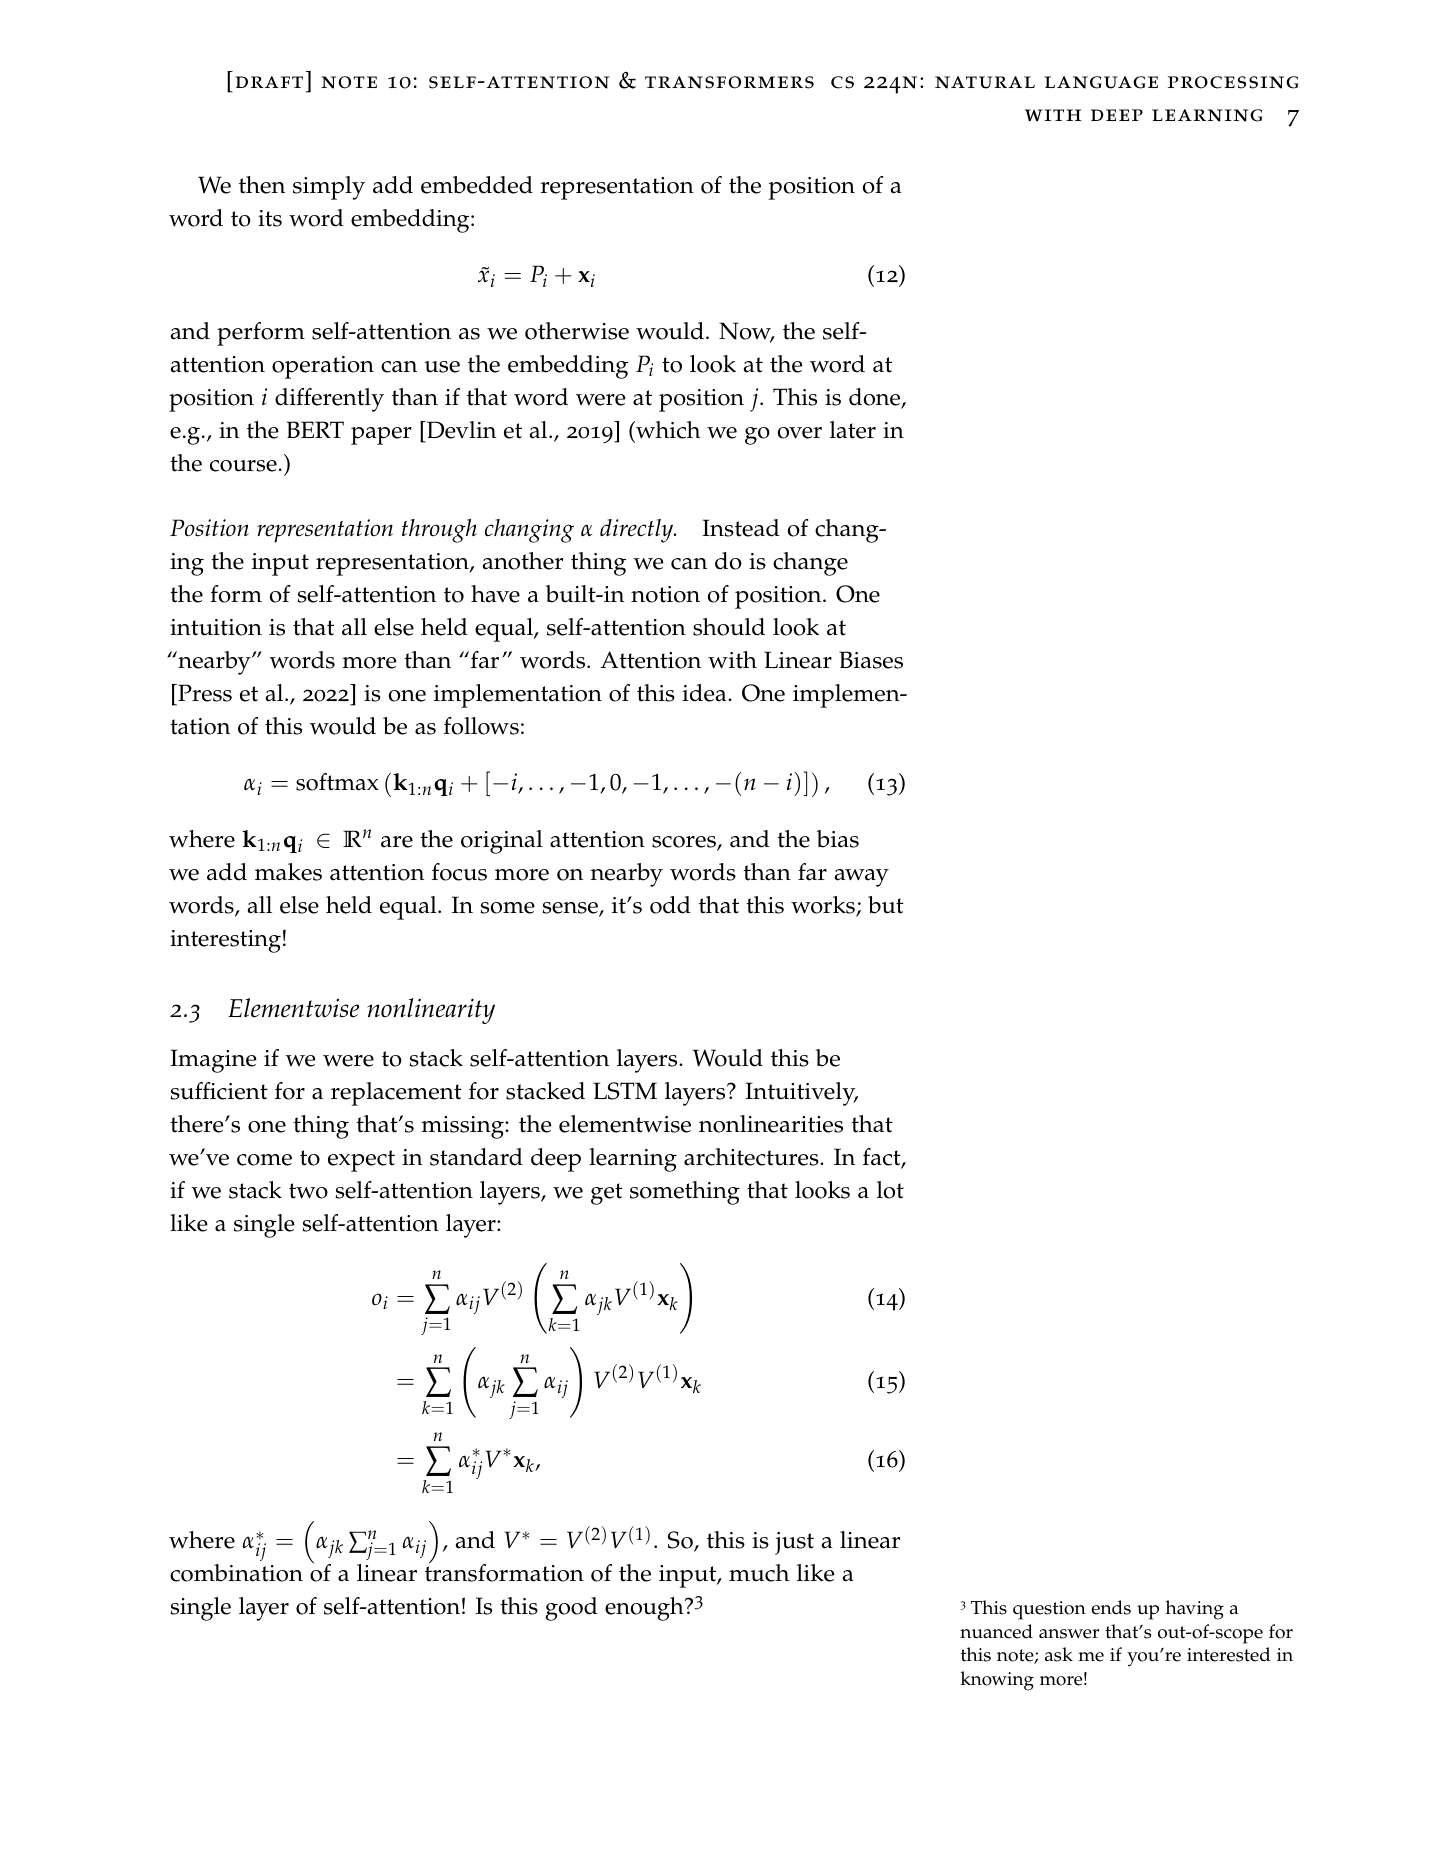 [DRAFT] NOTE 10: SELF-ATTENTION & TRANSFORMERS CS 224N: NATURAL LANGUAGE PROCESSING
WITH DEEP LEARNING 7
We then simply add embedded representation of the position of a
word to its word embedding:
x̃_i = P_i + x_i (12)
and perform self-attention as we otherwise would. Now, the self-
attention operation can use the embedding P_i to look at the word at
position i differently than if that word were at position j. This is done,
e.g., in the BERT paper [Devlin et al., 2019] (which we go over later in
the course.)
Position representation through changing α directly. Instead of chang-
ing the input representation, another thing we can do is change
the form of self-attention to have a built-in notion of position. One
intuition is that all else held equal, self-attention should look at
“nearby” words more than “far” words. Attention with Linear Biases
[Press et al., 2022] is one implementation of this idea. One implemen-
tation of this would be as follows:
α_i = softmax (k_{1:n}q_i + [−i, . . . , −1, 0, −1, . . . , −(n − i)]) , (13)
where k_{1:n}q_i ∈ ℝ^n are the original attention scores, and the bias
we add makes attention focus more on nearby words than far away
words, all else held equal. In some sense, it’s odd that this works; but
interesting!
2.3 Elementwise nonlinearity
Imagine if we were to stack self-attention layers. Would this be
sufficient for a replacement for stacked LSTM layers? Intuitively,
there’s one thing that’s missing: the elementwise nonlinearities that
we’ve come to expect in standard deep learning architectures. In fact,
if we stack two self-attention layers, we get something that looks a lot
like a single self-attention layer:
o_i = ∑_{j=1}^{n} α_{ij}V^{(2)} ( ∑_{k=1}^{n} α_{jk}V^{(1)}x_k ) (14)
= ∑_{k=1}^{n} ( α_{jk} ∑_{j=1}^{n} α_{ij} ) V^{(2)}V^{(1)}x_k (15)
= ∑_{k=1}^{n} α^*_{ij}V^*x_k, (16)
where α^*_{ij} = ( α_{jk} ∑_{j=1}^{n} α_{ij} ), and V^* = V^{(2)}V^{(1)}. So, this is just a linear
combination of a linear transformation of the input, much like a
single layer of self-attention! Is this good enough?³
³ This question ends up having a
nuanced answer that’s out-of-scope for
this note; ask me if you’re interested in
knowing more!